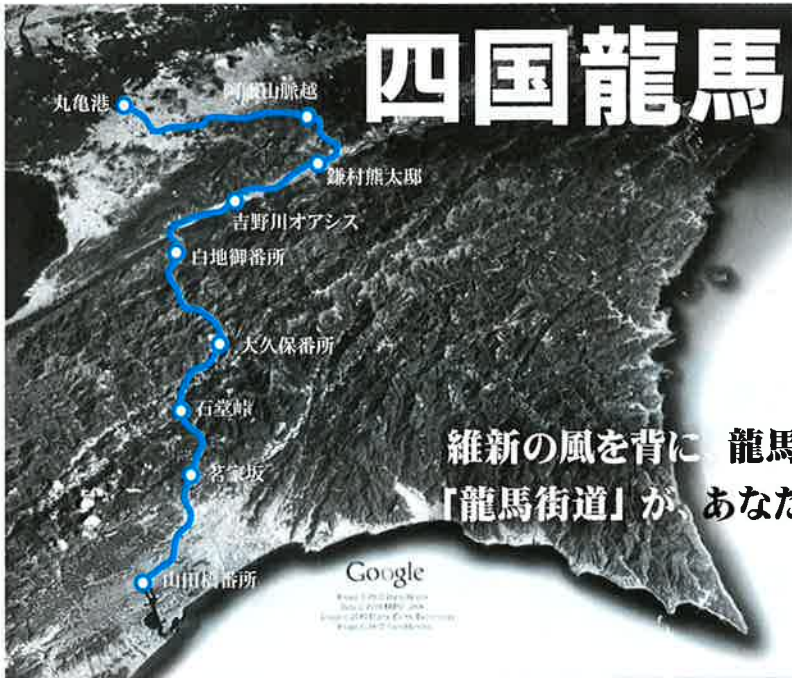 四国龍馬
丸亀港
阿讃山脈越
鎌村熊太邸
吉野川オアシス
白地御番所
大久保番所
石堂峠
茗家坂
維新の風を背に、龍馬
「龍馬街道」が、あなた
山田橋番所
Google